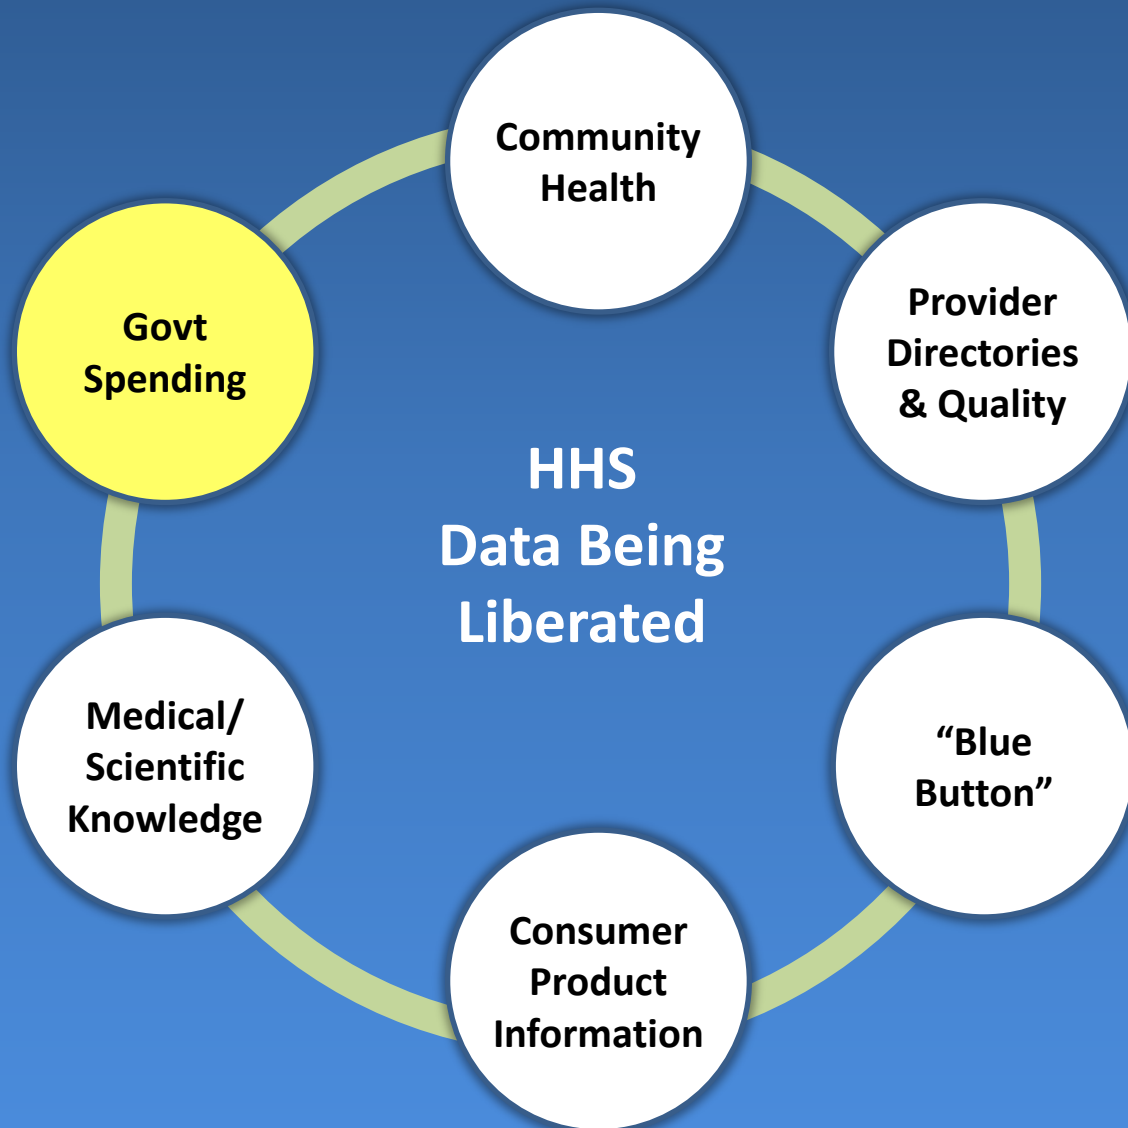 Community
Health
Provider
Directories
& Quality
“Blue
Button”
Consumer
Product
Information
Medical/
Scientific
Knowledge
Govt
Spending
HHS
Data Being
Liberated